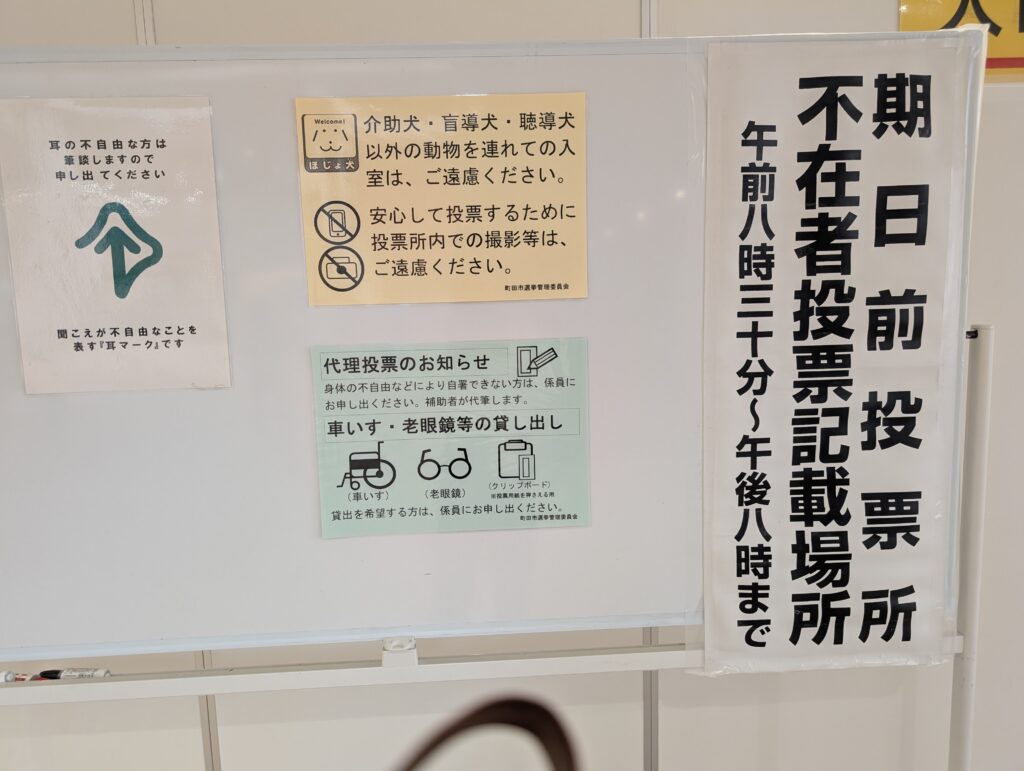 耳の不自由な方は
筆談しますので
申し出てください
聞こえが不自由なことを
表す『耳マーク』です
Welcome!
ほじょ犬
介助犬・盲導犬・聴導犬
以外の動物を連れての入
室は、ご遠慮ください。
安心して投票するために
投票所内での撮影等は、
ご遠慮ください。
町田市選挙管理委員会
代理投票のお知らせ
身体の不自由などにより自署できない方は、係員に
お申し出ください。補助者が代筆します。
車いす・老眼鏡等の貸し出し
(車いす)
(老眼鏡)
(クリップボード)
※投票用紙を押さえる用
貸出を希望する方は、係員にお申し出ください。
町田市選挙管理委員会
期日前投票所
不在者投票記載場所
午前八時三十分～午後八時まで